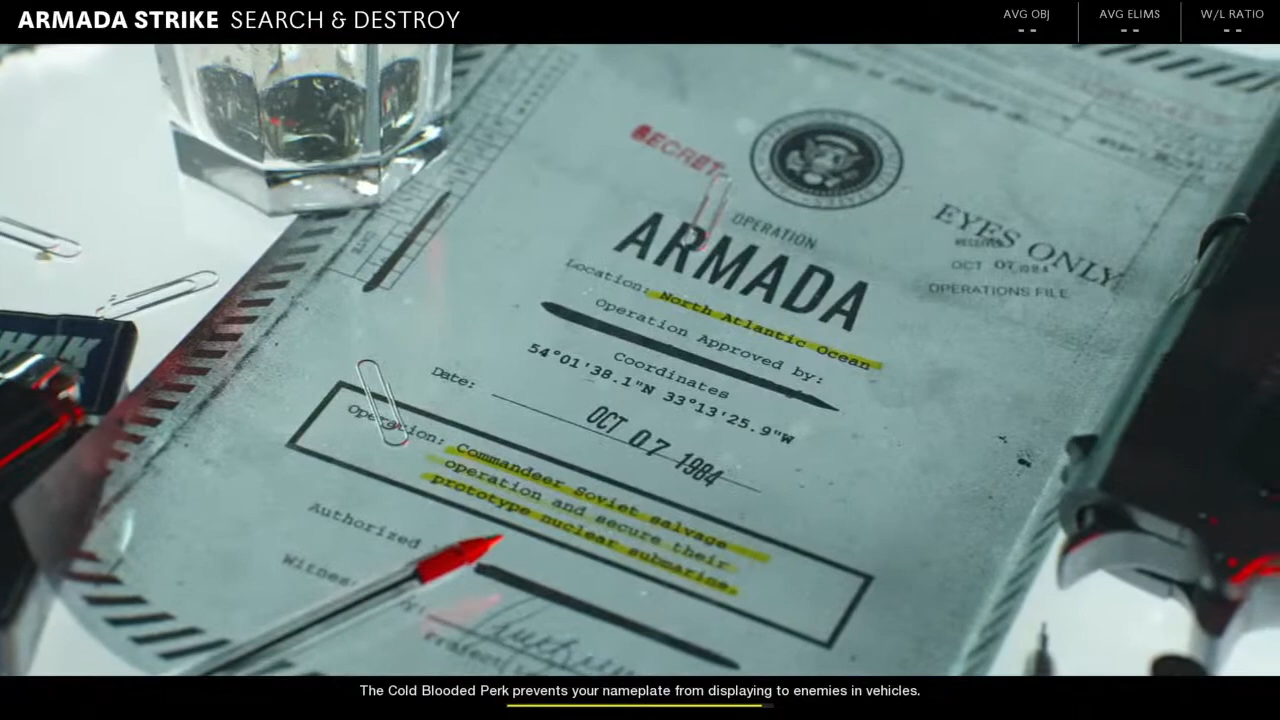 ARMADA STRIKE SEARCH & DESTROY
AVG OBJ
AVG ELIMS
W/L RATIO
- -
- -
- -
SECRET
EYES ONLY
RECEIVED
OCT 07 1984
OPERATIONS FILE
OPERATION
ARMADA
Location: North Atlantic Ocean
Operation Approved by:
Coordinates
54°01'38.1"N 33°13'25.9"W
Date:
OCT 07 1984
DATE
Operation: Commandeer Soviet salvage
operation and secure their
prototype nuclear submarine.
Authorized
Witness
The Cold Blooded Perk prevents your nameplate from displaying to enemies in vehicles.